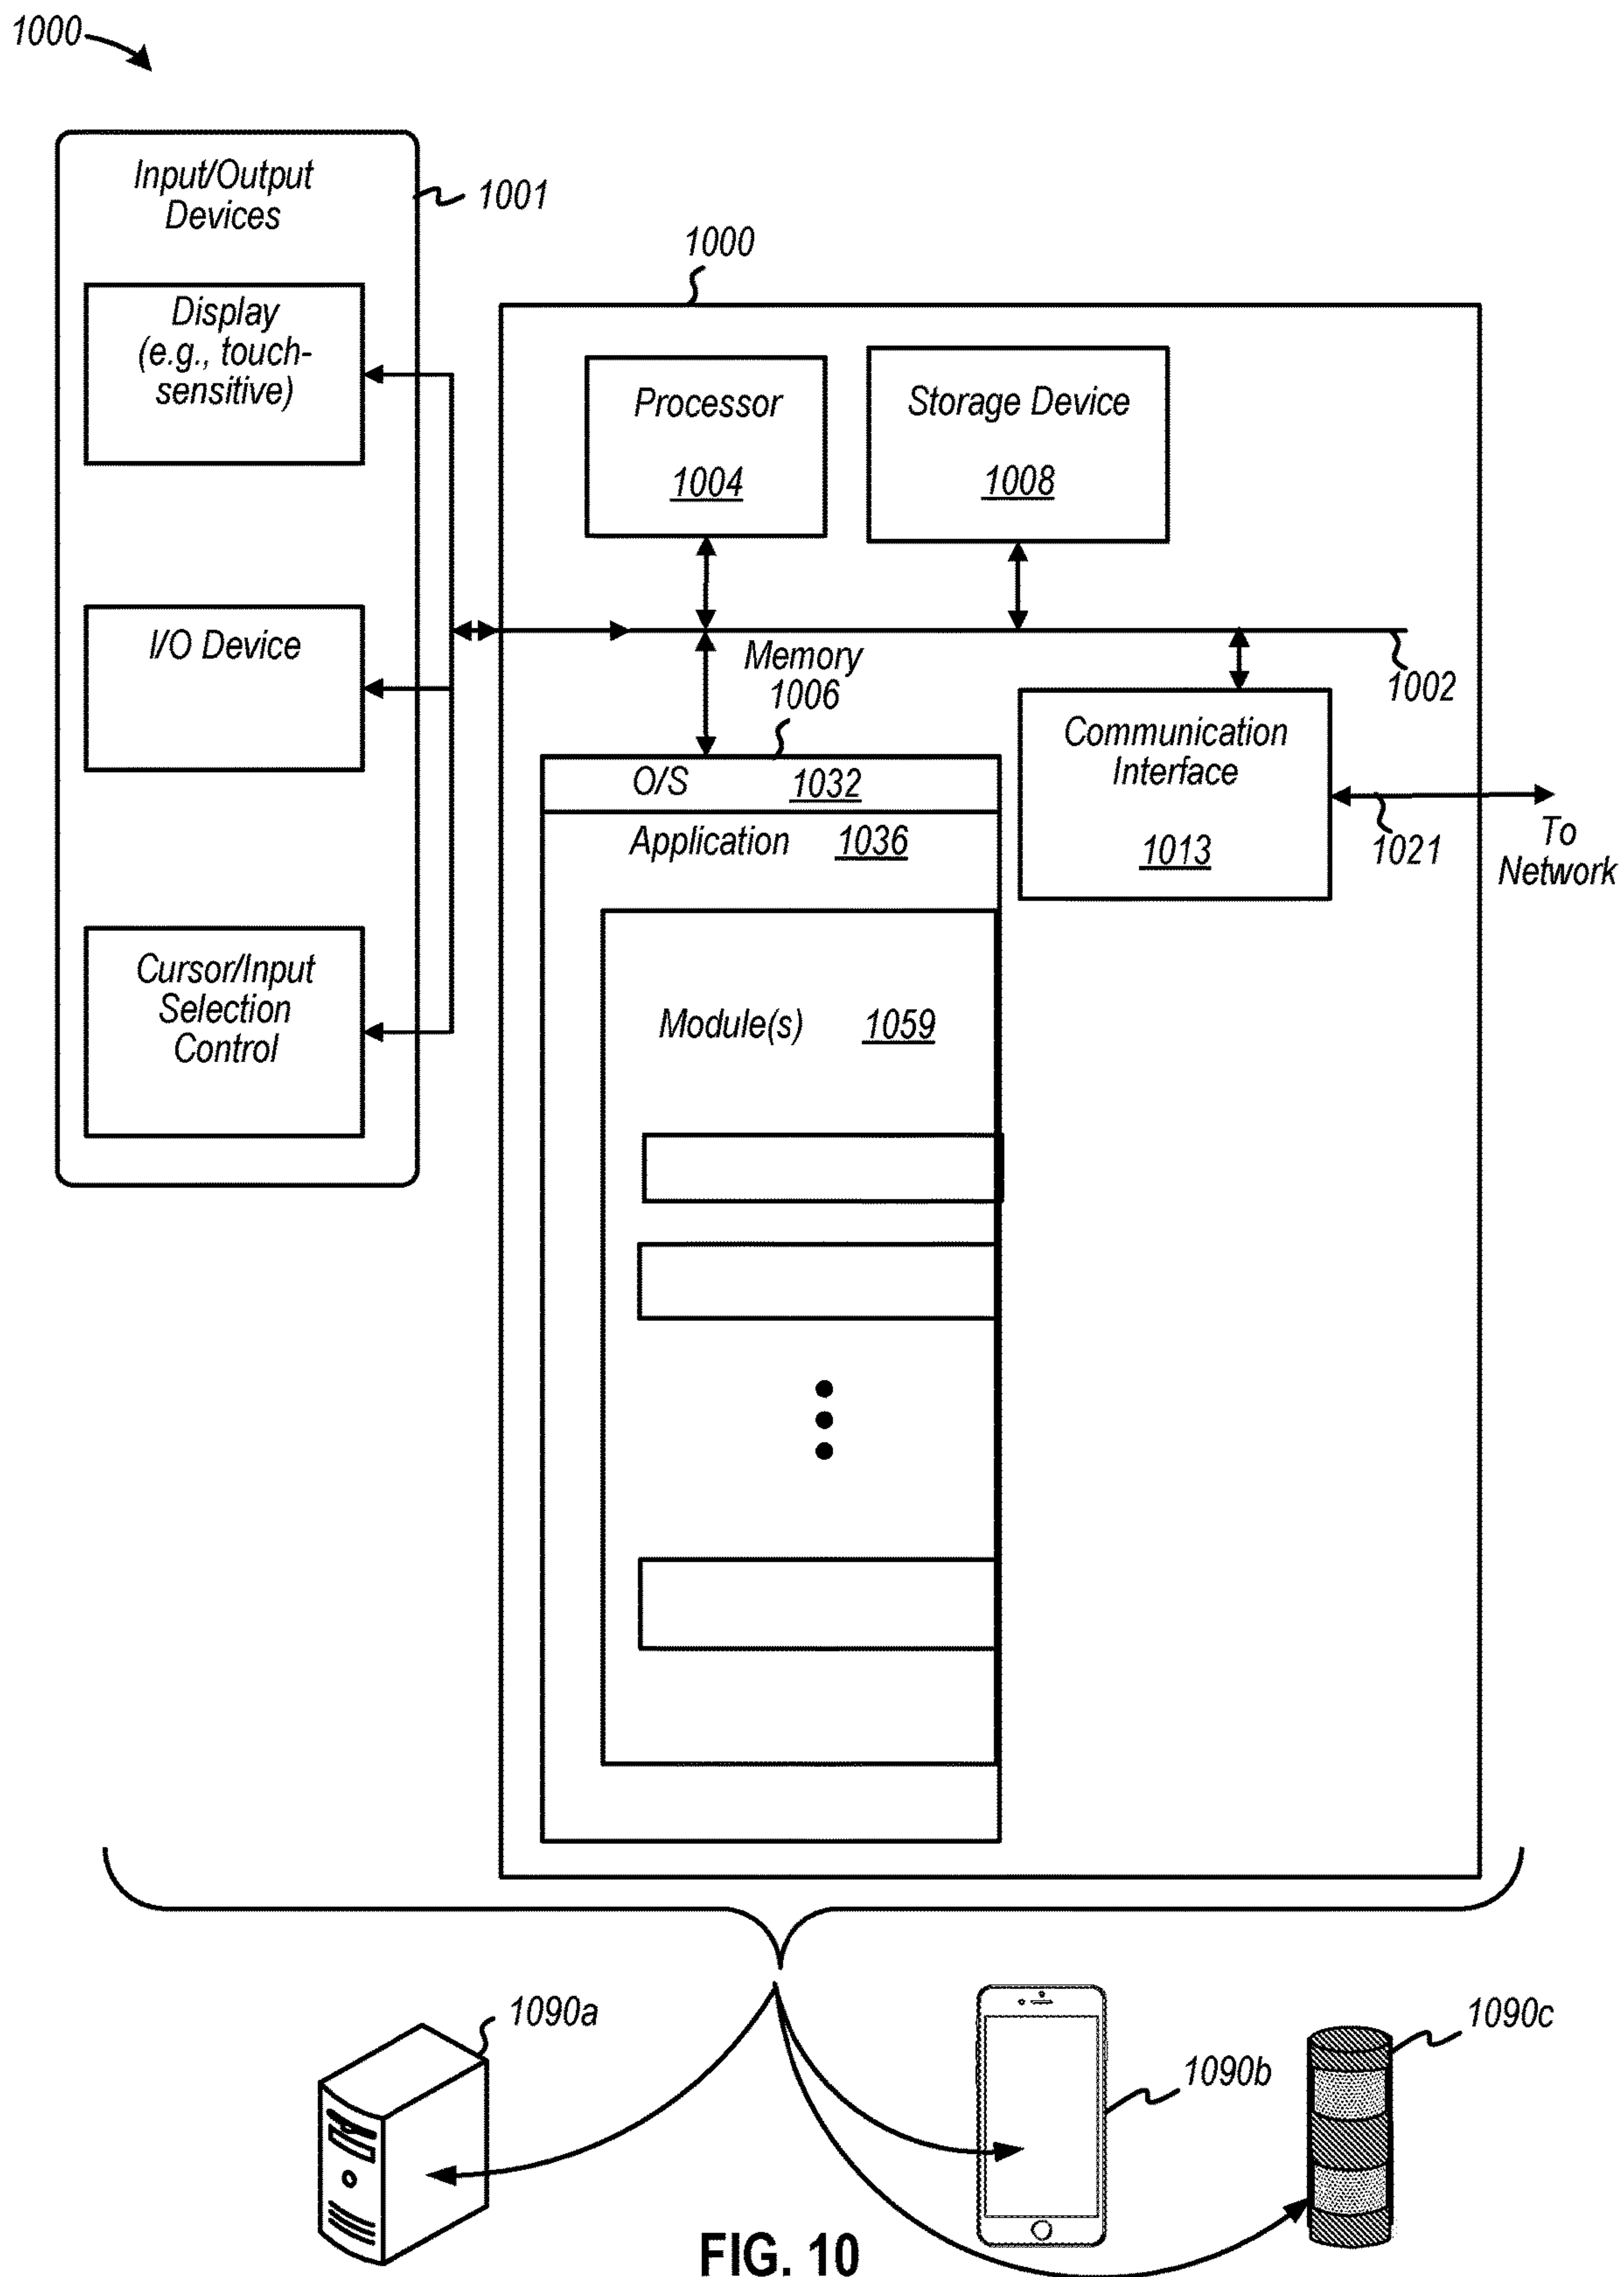 1000
Input/Output
Devices
1001
Display
(e.g., touch-
sensitive)
I/O Device
Cursor/Input
Selection
Control
1000
Processor
1004
Storage Device
1008
1002
Memory
1006
O/S 1032
Application 1036
Module(s) 1059
Communication
Interface
1013
1021
To
Network
1090a
1090b
1090c
FIG. 10